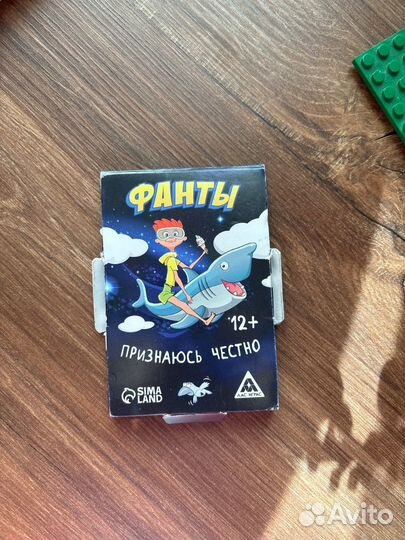 ФАНТЫ
12+
ПРИЗНАЮСЬ ЧЕСТНО
SIMA
LAND
ЛАС ИГРАС
Avito